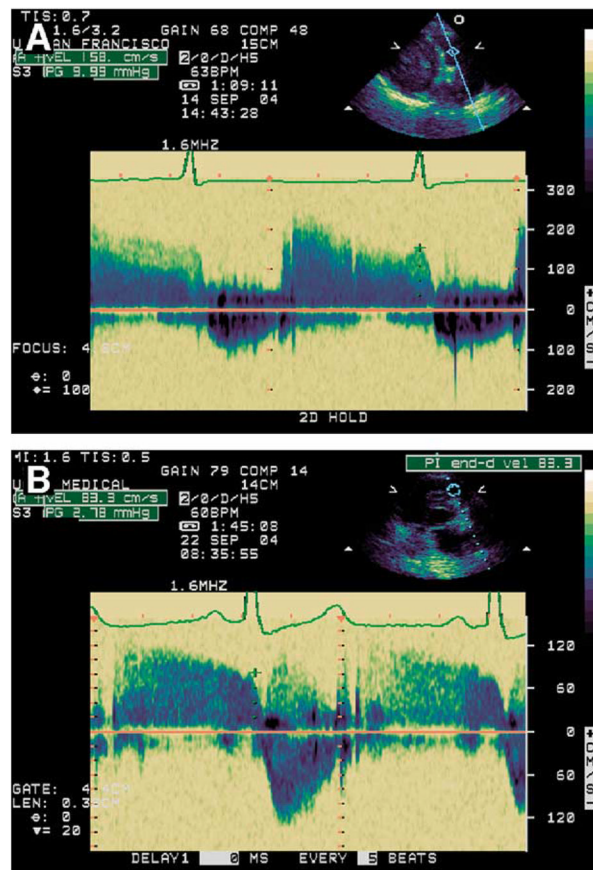 TIS:0.7
1.6/3.2 GAIN 68 COMP 48
A
U AN FRANCISCO 15CM
A +vEL 158. cm/s 2/0/D/H5
S3 PG 9.99 mmHg 63BPM
1:09:11
14 SEP 04
14:43:28
1.6MHZ
300
200
100
0
100
200
+
CM/S
-
FOCUS: 4.
0
= 100
2D HOLD
B
MI:1.6 TIS:0.5
GAIN 79 COMP 14
PI end-d vel 83.3
U MEDICAL 14CM
A +vEL 83.3 cm/s 2/0/D/H5
S3 PG 2.78 mmHg 60BPM
1:45:08
22 SEP 04
08:35:55
1.6MHZ
120
60
0
60
120
+
CM/S
-
GATE: 4.
LEN: 0.3
0
= 20
DELAY1 0 MS EVERY 5 BEATS